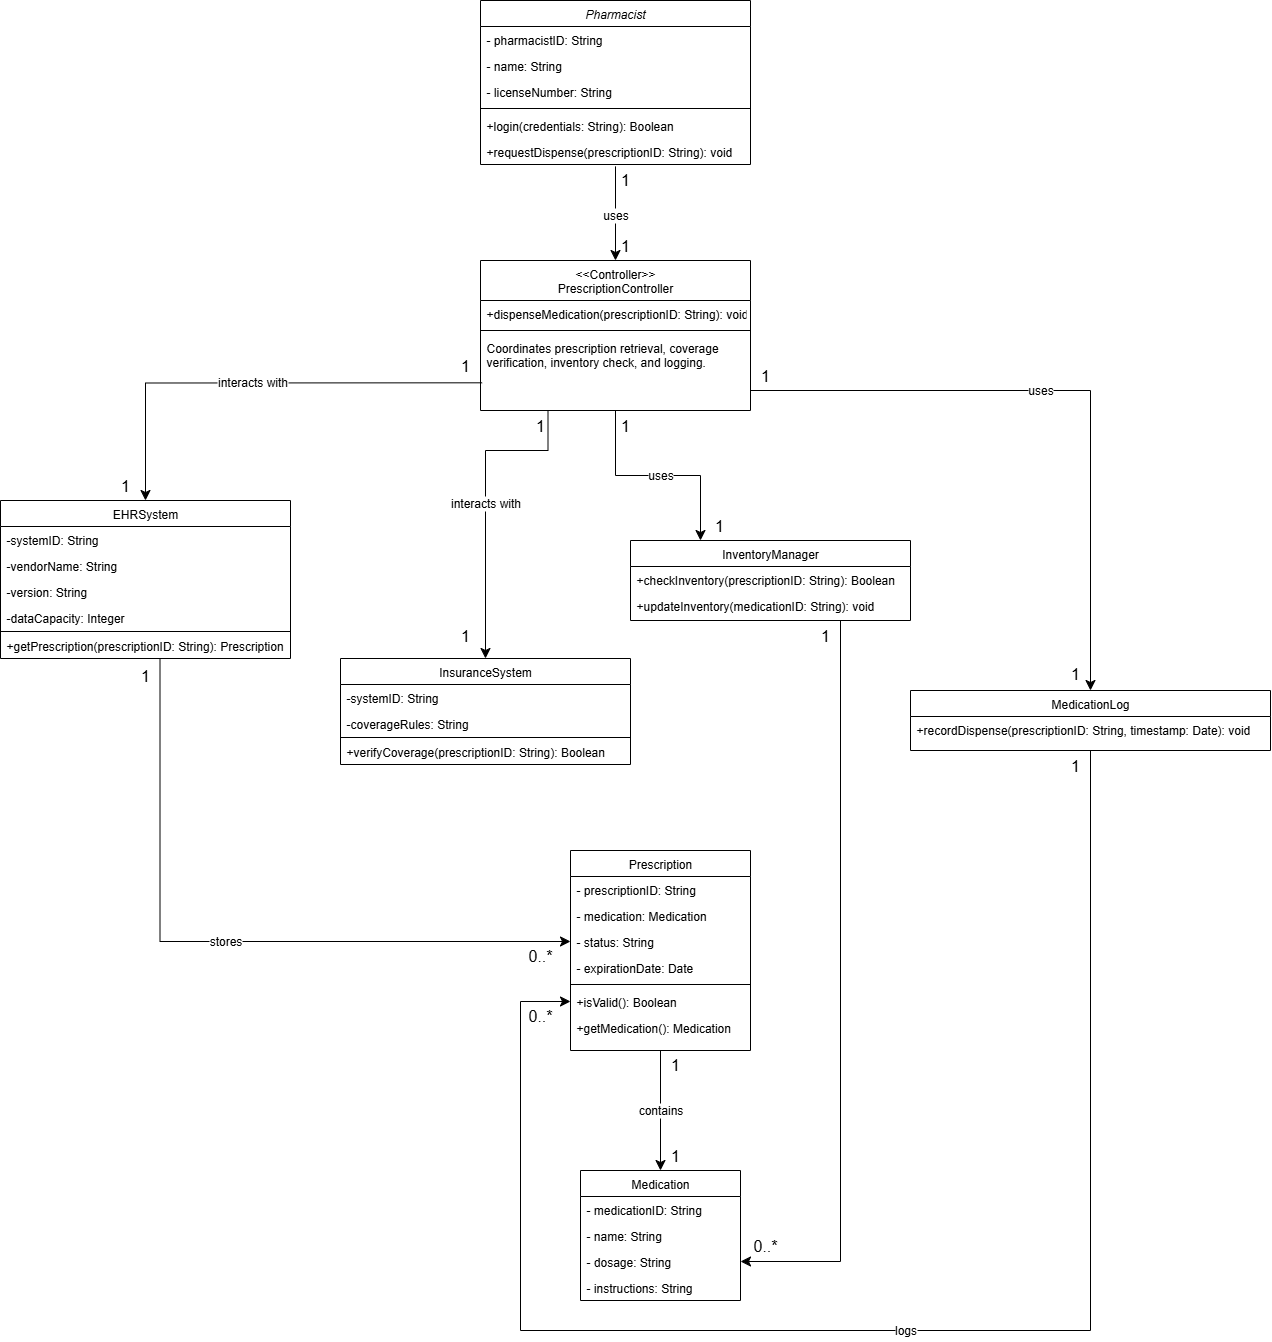 Pharmacist
- pharmacistID: String
- name: String
- licenseNumber: String
+login(credentials: String): Boolean
+requestDispense(prescriptionID: String): void
1
uses
1
<<Controller>>
PrescriptionController
+dispenseMedication(prescriptionID: String): void
Coordinates prescription retrieval, coverage
verification, inventory check, and logging.
1
interacts with
1
1
interacts with
1
1
uses
1
1
uses
1
EHRSystem
-systemID: String
-vendorName: String
-version: String
-dataCapacity: Integer
+getPrescription(prescriptionID: String): Prescription
1
InventoryManager
+checkInventory(prescriptionID: String): Boolean
+updateInventory(medicationID: String): void
1
InsuranceSystem
-systemID: String
-coverageRules: String
+verifyCoverage(prescriptionID: String): Boolean
MedicationLog
+recordDispense(prescriptionID: String, timestamp: Date): void
1
Prescription
- prescriptionID: String
- medication: Medication
- status: String
- expirationDate: Date
+isValid(): Boolean
+getMedication(): Medication
stores
0..*
0..*
1
contains
1
Medication
- medicationID: String
- name: String
- dosage: String
- instructions: String
0..*
logs